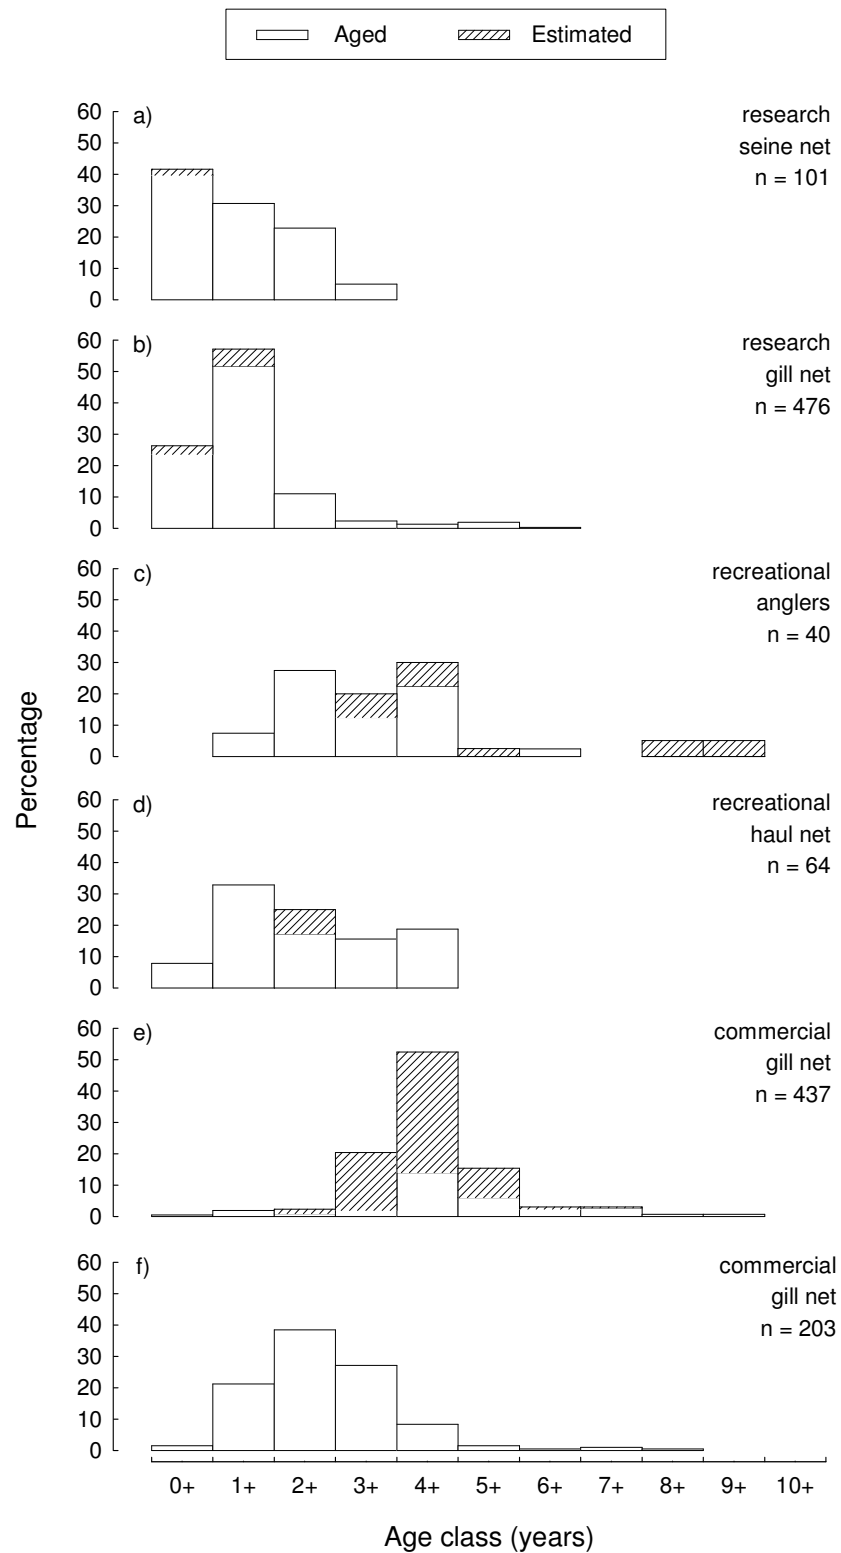 Aged Estimated
60
50
40
30
20
10
0
a)
research
seine net
n = 101
60
50
40
30
20
10
0
b)
research
gill net
n = 476
60
50
40
30
20
10
0
c)
recreational
anglers
n = 40
60
50
40
30
20
10
0
d)
recreational
haul net
n = 64
60
50
40
30
20
10
0
e)
commercial
gill net
n = 437
60
50
40
30
20
10
0
f)
commercial
gill net
n = 203
Percentage
0+ 1+ 2+ 3+ 4+ 5+ 6+ 7+ 8+ 9+ 10+
Age class (years)